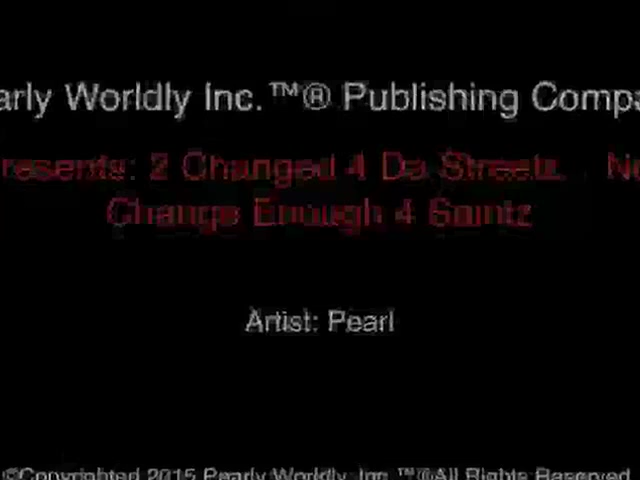 arly Worldly Inc.™® Publishing Compa
resents: 2 Changed 4 Da Streetz. No
Change Enough 4 Saintz
Artist: Pearl
©Copyrighted 2015 Pearly Worldly, Inc.™®All Rights Reserved